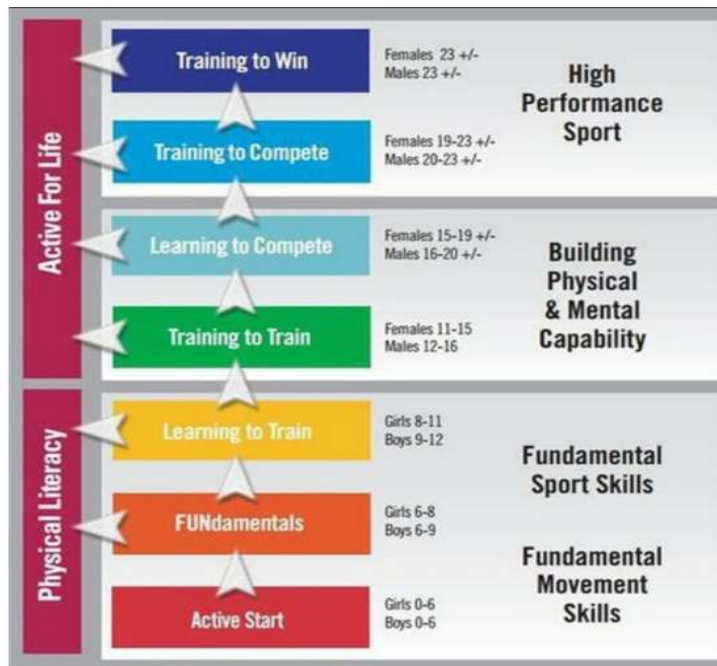 Active For Life
Training to Win
Females 23 +/-
Males 23 +/-
High
Performance
Sport
Training to Compete
Females 19-23 +/-
Males 20-23 +/-
Learning to Compete
Females 15-19 +/-
Males 16-20 +/-
Building
Physical
& Mental
Capability
Training to Train
Females 11-15
Males 12-16
Physical Literacy
Learning to Train
Girls 8-11
Boys 9-12
Fundamental
Sport Skills
FUNdamentals
Girls 6-8
Boys 6-9
Fundamental
Movement
Skills
Active Start
Girls 0-6
Boys 0-6